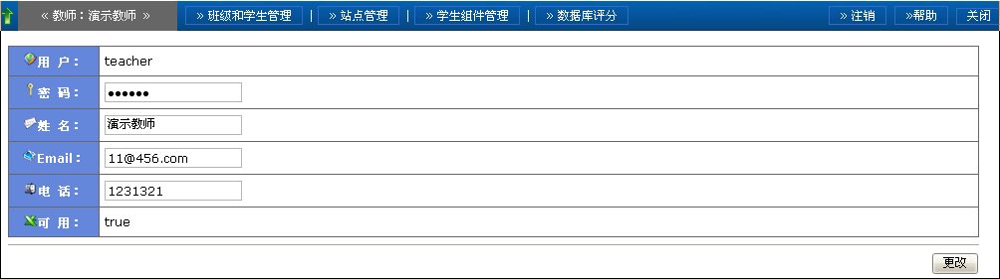 « 教师：演示教师 » » 班级和学生管理 | » 站点管理 | » 学生组件管理 | » 数据库评分 » 注销 »帮助 关闭
用 户： teacher
密 码： ●●●●●●
姓 名： 演示教师
Email： 11@456.com
电 话： 1231321
可 用： true
更改